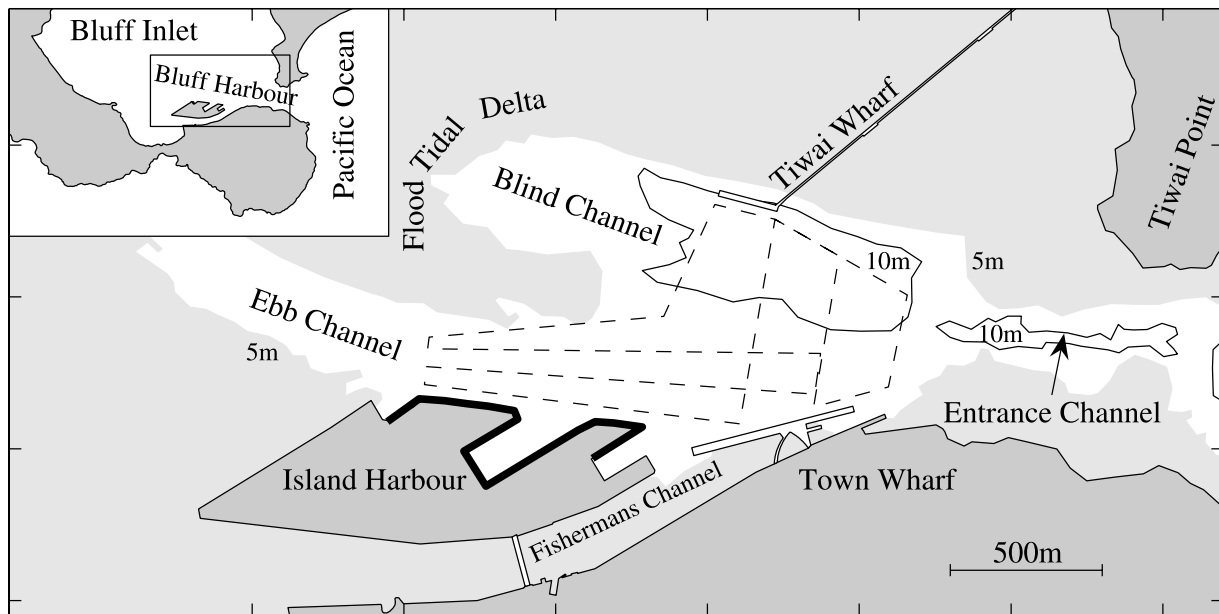 Bluff Inlet
Bluff Harbour
Pacific Ocean
Flood Tidal Delta
Tiwai Wharf
Tiwai Point
Blind Channel
10m
5m
Ebb Channel
5m
10m
Entrance Channel
Island Harbour
Fishermans Channel
Town Wharf
500m